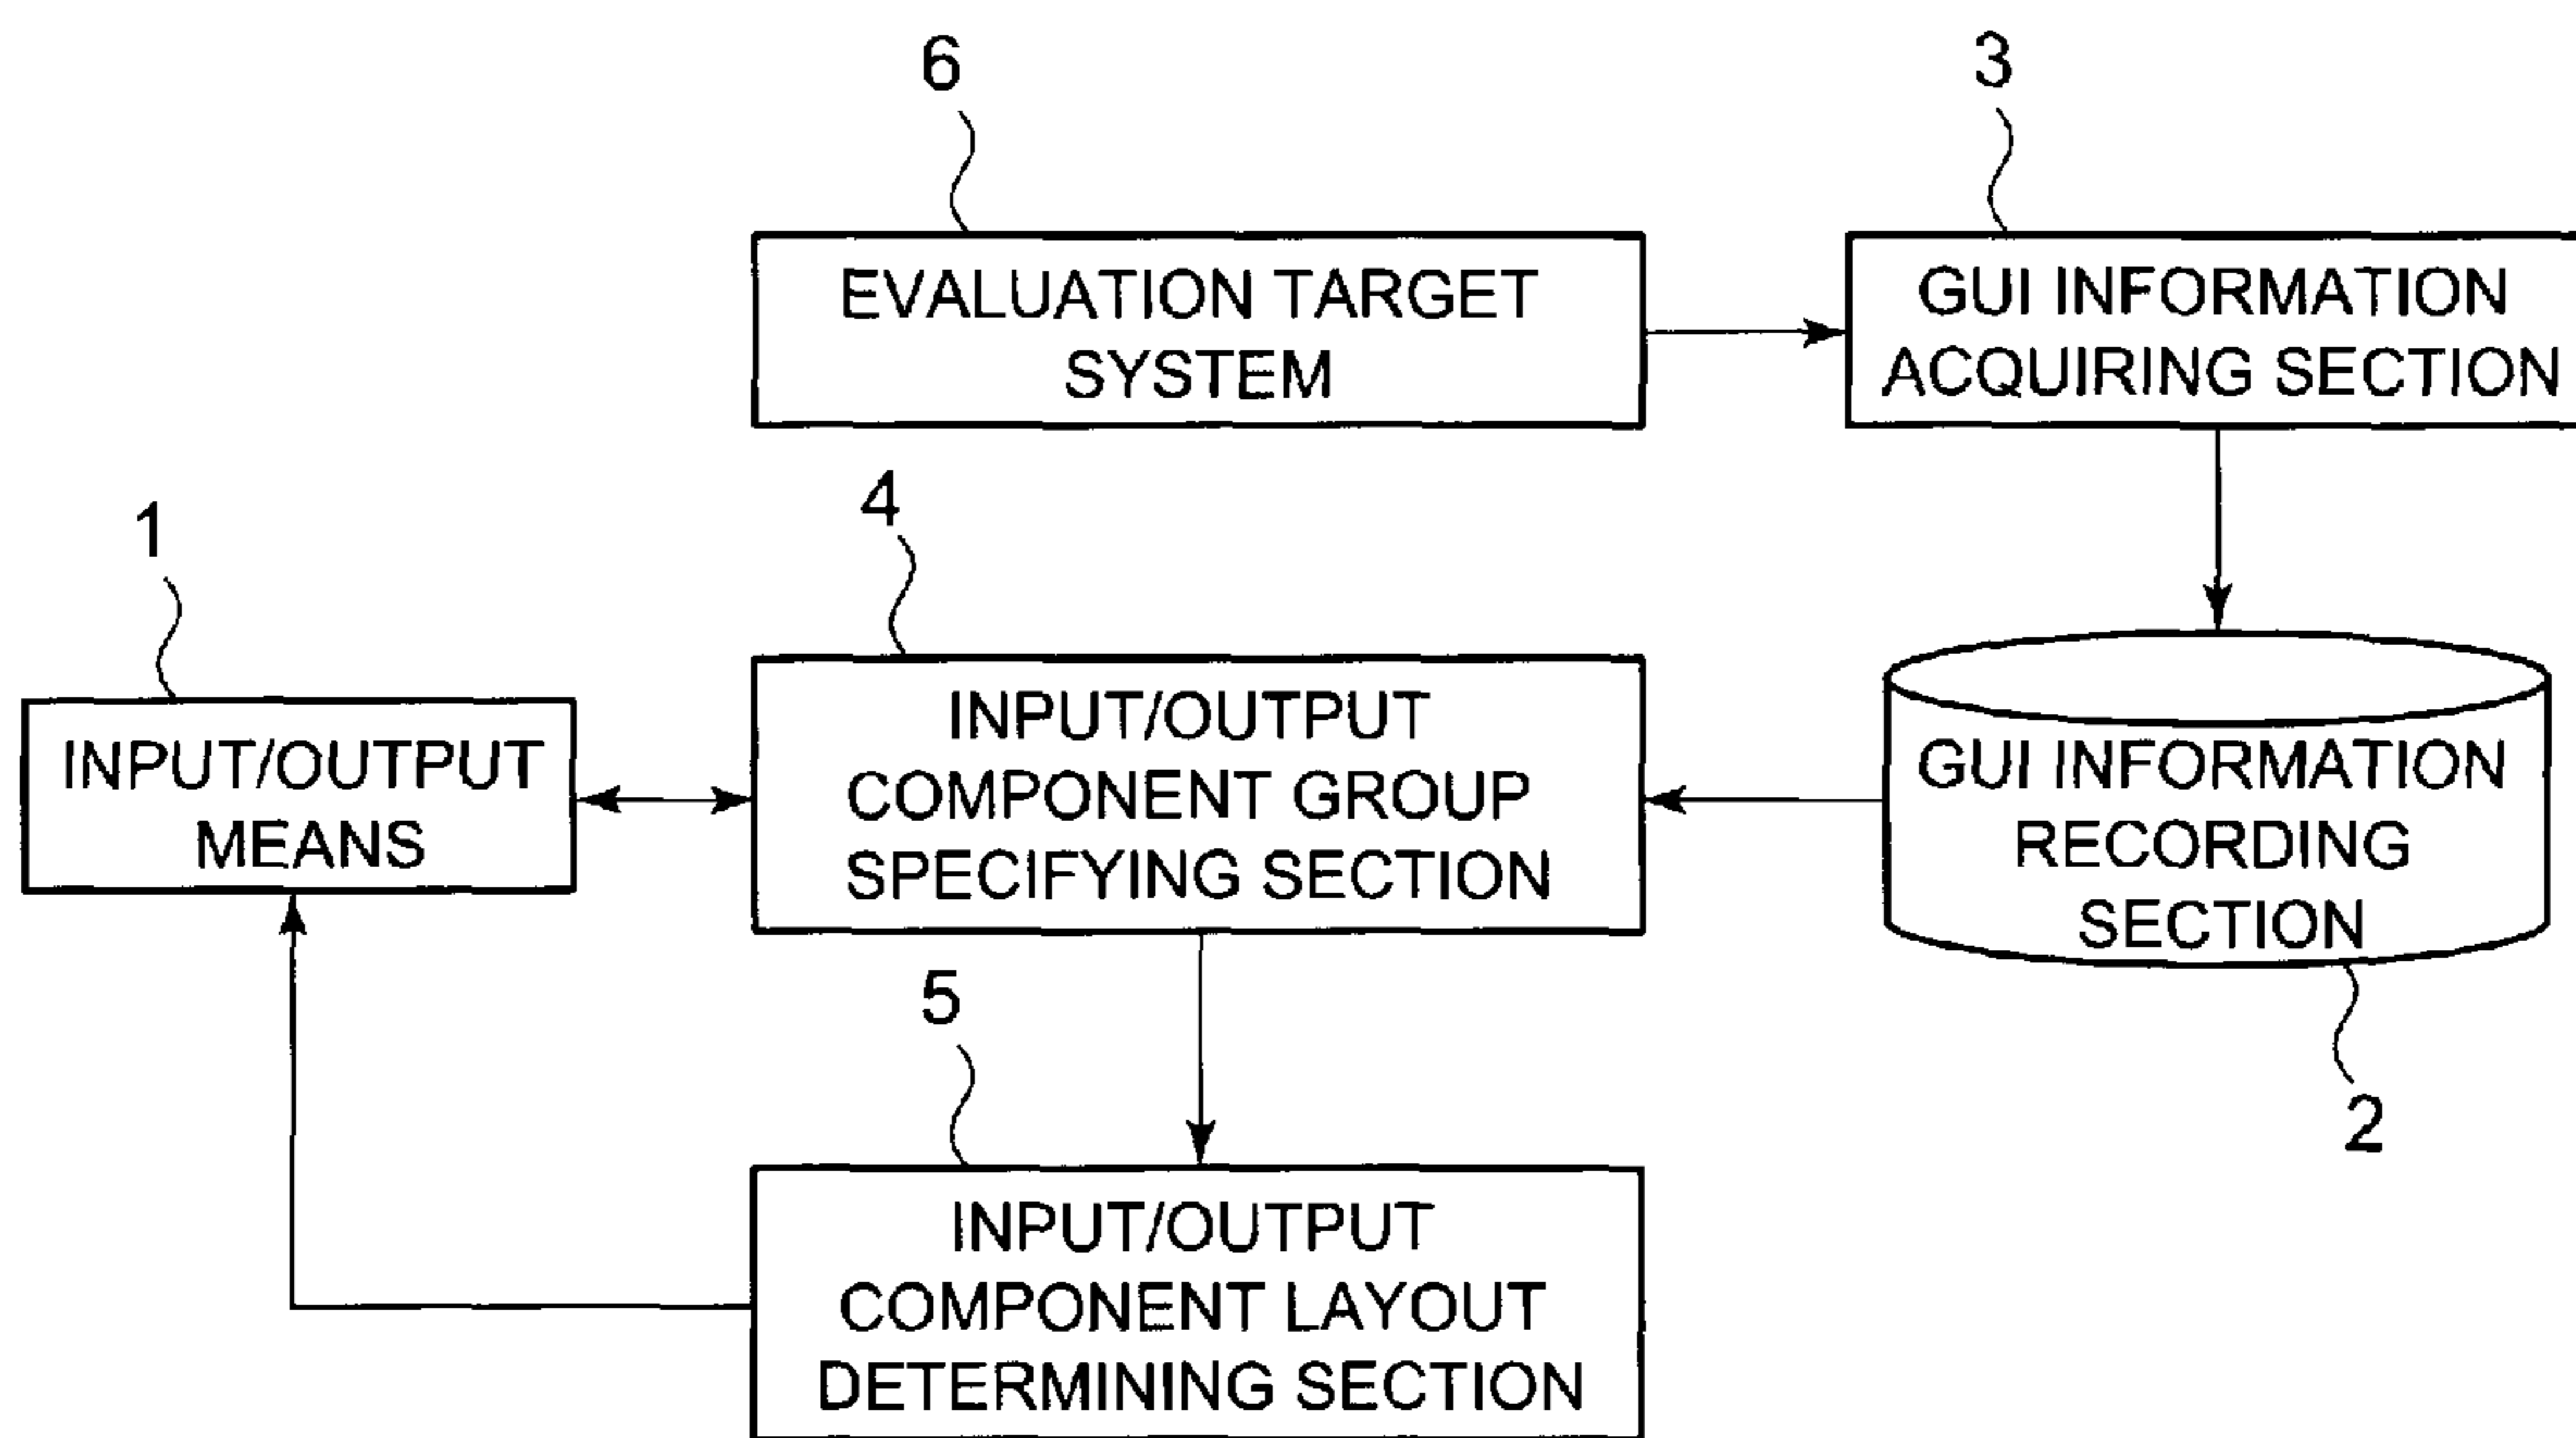 6
3
EVALUATION TARGET
SYSTEM
GUI INFORMATION
ACQUIRING SECTION
1
4
INPUT/OUTPUT
MEANS
INPUT/OUTPUT
COMPONENT GROUP
SPECIFYING SECTION
GUI INFORMATION
RECORDING
SECTION
5
2
INPUT/OUTPUT
COMPONENT LAYOUT
DETERMINING SECTION